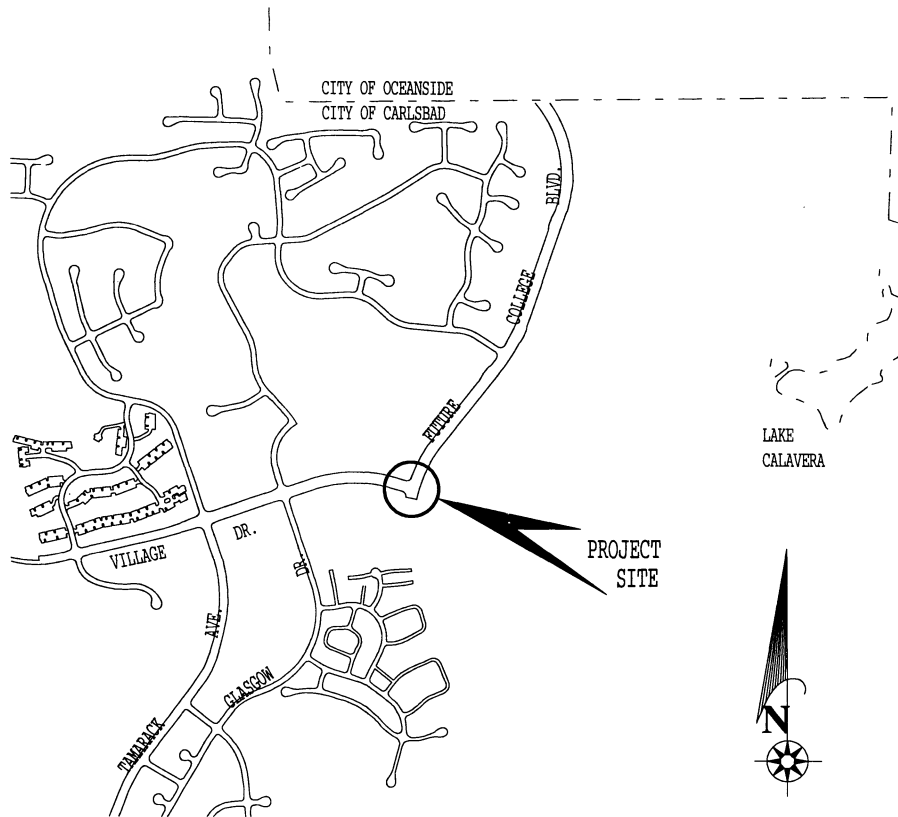 CITY OF OCEANSIDE
CITY OF CARLSBAD
BLVD.
COLLEGE
FUTURE
LAKE
CALAVERA
PROJECT
SITE
VILLAGE
DR.
DR.
AVE.
GLASGOW
TAMARACK
N